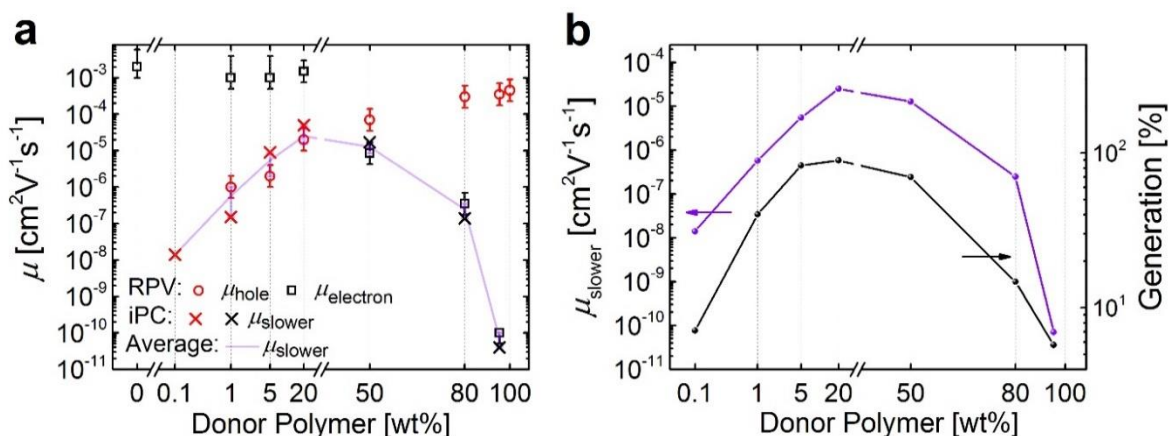 a
μ [cm²V⁻¹s⁻¹]
10⁻³
10⁻⁴
10⁻⁵
10⁻⁶
10⁻⁷
10⁻⁸
10⁻⁹
10⁻¹⁰
10⁻¹¹
RPV: μhole μelectron
iPC: μslower
Average: μslower
0 0.1 1 5 20 50 80 100
Donor Polymer [wt%]
b
μslower [cm²V⁻¹s⁻¹]
10⁻⁴
10⁻⁵
10⁻⁶
10⁻⁷
10⁻⁸
10⁻⁹
10⁻¹⁰
10⁻¹¹
0.1 1 5 20 50 80 100
Donor Polymer [wt%]
10²
10¹
Generation [%]